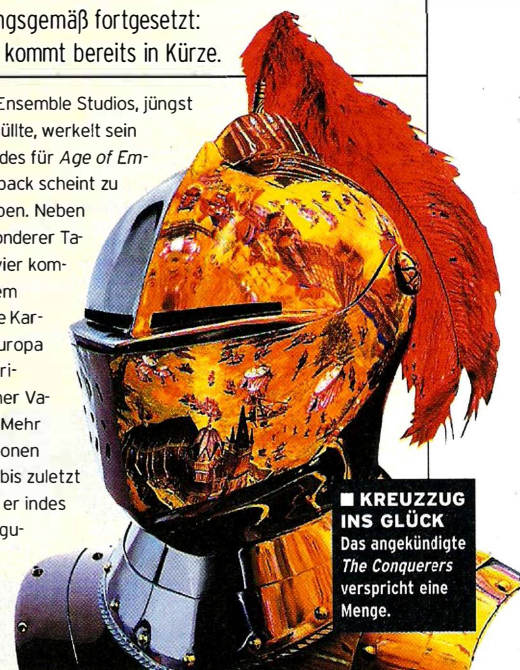 ngsgemäß fortgesetzt:
kommt bereits in Kürze.
Ensemble Studios, jüngst
üllte, werkelt sein
des für Age of Em-
pack scheint zu
ben. Neben
onderer Ta-
vier kom-
em
e Kar-
uropa
ri-
ner Va-
Mehr
onen
bis zuletzt
er indes
gu-
■ KREUZZUG
INS GLÜCK
Das angekündigte
The Conquerers
verspricht eine
Menge.